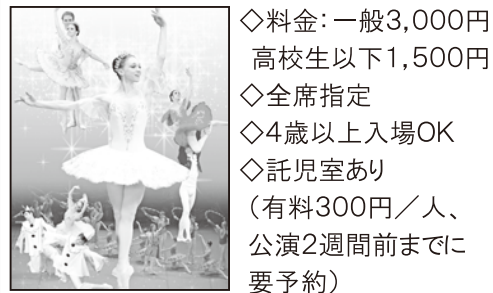 ◇料金：一般3,000円
高校生以下1,500円
◇全席指定
◇4歳以上入場OK
◇託児室あり
（有料300円／人、
公演2週間前までに
要予約）